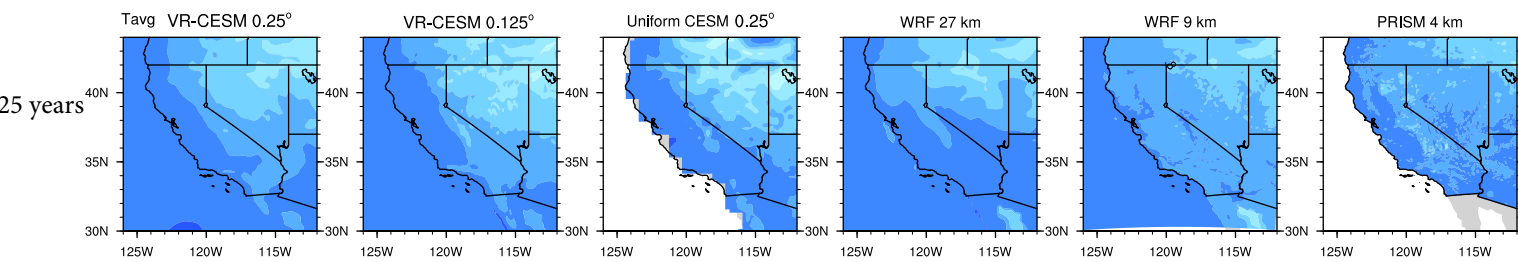 Tavg VR-CESM 0.25° VR-CESM 0.125° Uniform CESM 0.25° WRF 27 km WRF 9 km PRISM 4 km
25 years
40N 40N 40N 40N 40N 40N
35N 35N 35N 35N 35N 35N
30N 30N 30N 30N 30N 30N
125W 120W 115W 125W 120W 115W 125W 120W 115W 125W 120W 115W 125W 120W 115W 125W 120W 115W